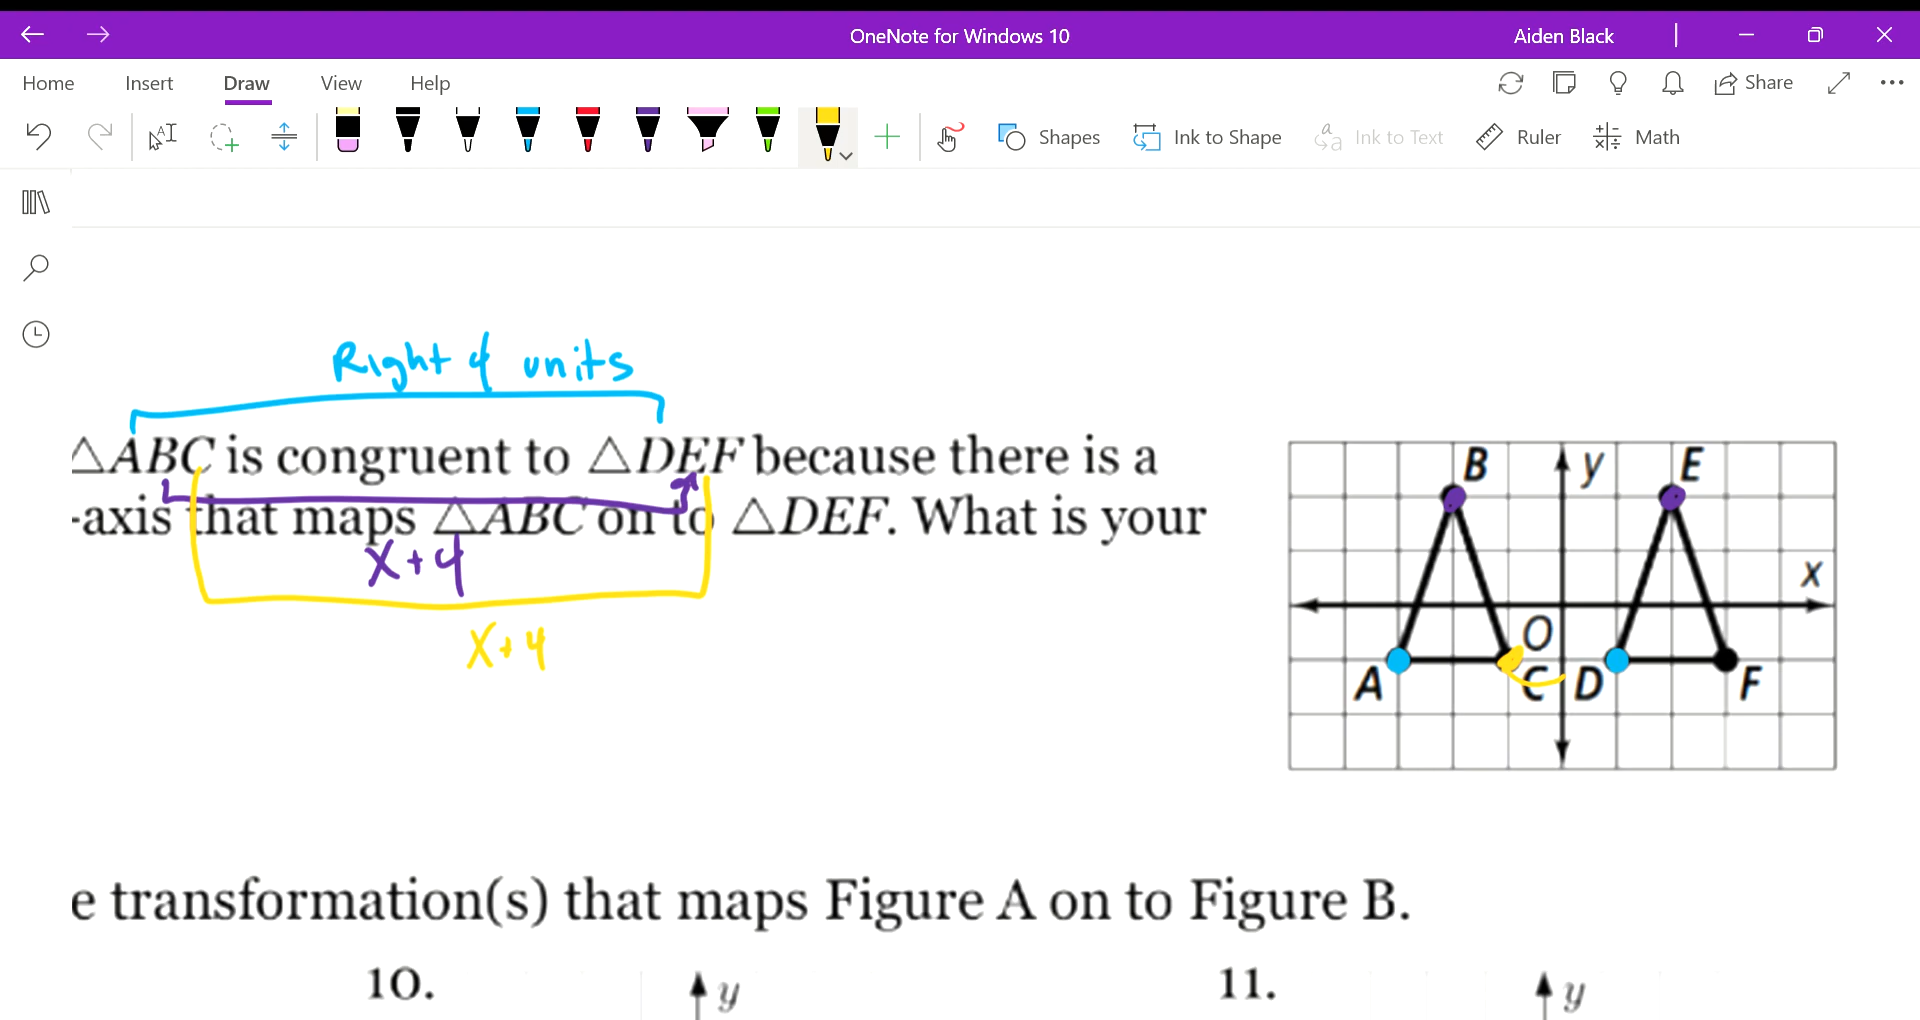 OneNote for Windows 10
Aiden Black
Home Insert Draw View Help
Share
Shapes Ink to Shape Ink to Text Ruler Math
Right 4 units
△ABC is congruent to △DEF because there is a
-axis that maps △ABC on to △DEF. What is your
x+4
x+4
B y E
x
O
A C D F
e transformation(s) that maps Figure A on to Figure B.
10. y 11. y